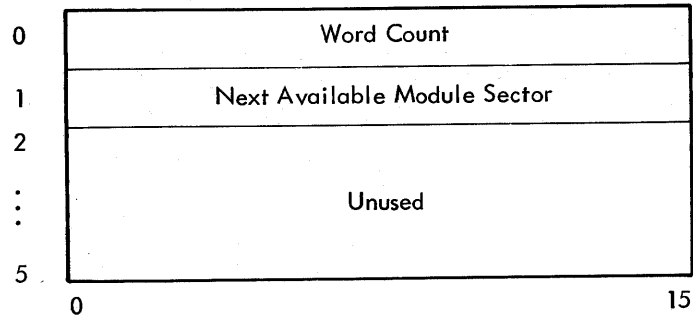 0 Word Count
1 Next Available Module Sector
2
⋮ Unused
5
0 15